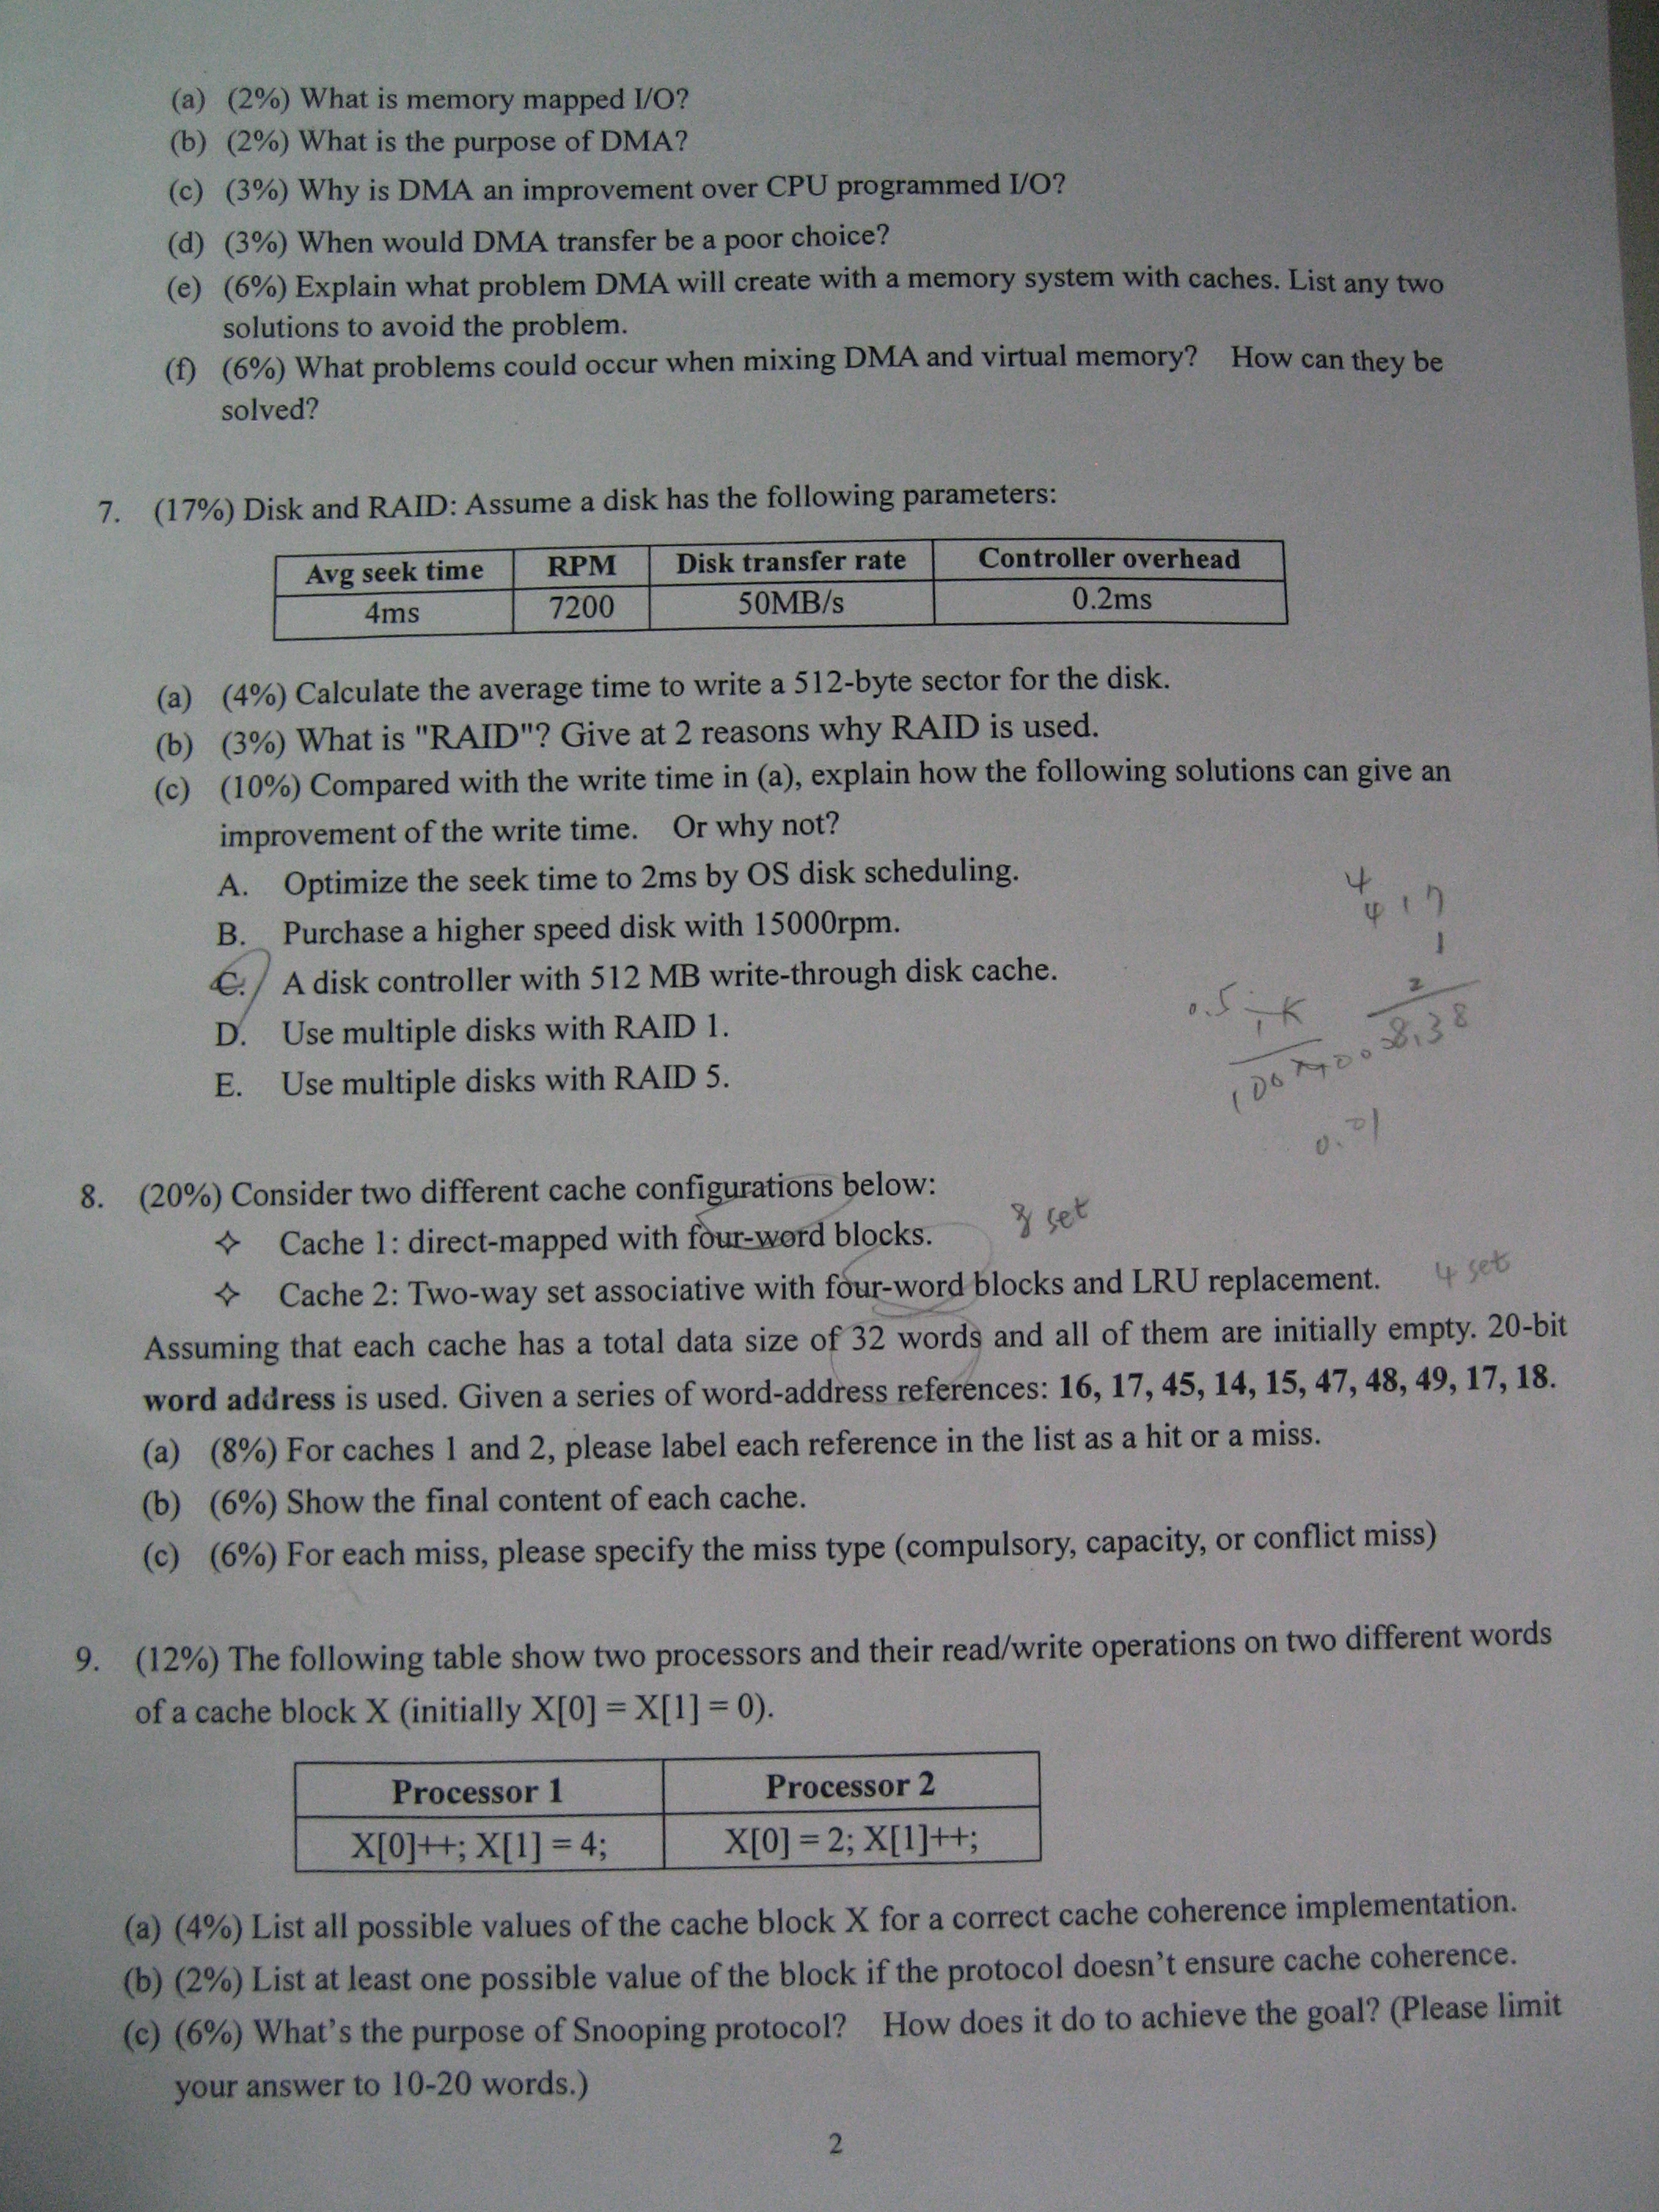 (a) (2%) What is memory mapped I/O?
(b) (2%) What is the purpose of DMA?
(c) (3%) Why is DMA an improvement over CPU programmed I/O?
(d) (3%) When would DMA transfer be a poor choice?
(e) (6%) Explain what problem DMA will create with a memory system with caches. List any two
solutions to avoid the problem.
(f) (6%) What problems could occur when mixing DMA and virtual memory? How can they be
solved?
7. (17%) Disk and RAID: Assume a disk has the following parameters:
Avg seek time RPM Disk transfer rate Controller overhead
4ms 7200 50MB/s 0.2ms
(a) (4%) Calculate the average time to write a 512-byte sector for the disk.
(b) (3%) What is "RAID"? Give at 2 reasons why RAID is used.
(c) (10%) Compared with the write time in (a), explain how the following solutions can give an
improvement of the write time. Or why not?
A. Optimize the seek time to 2ms by OS disk scheduling.
B. Purchase a higher speed disk with 15000rpm.
C. A disk controller with 512 MB write-through disk cache.
D. Use multiple disks with RAID 1.
E. Use multiple disks with RAID 5.
4
4.17
1
2
8.38
0.5 K
0.01
8. (20%) Consider two different cache configurations below:
✧ Cache 1: direct-mapped with four-word blocks. 8 set
✧ Cache 2: Two-way set associative with four-word blocks and LRU replacement. 4 set
Assuming that each cache has a total data size of 32 words and all of them are initially empty. 20-bit
word address is used. Given a series of word-address references: 16, 17, 45, 14, 15, 47, 48, 49, 17, 18.
(a) (8%) For caches 1 and 2, please label each reference in the list as a hit or a miss.
(b) (6%) Show the final content of each cache.
(c) (6%) For each miss, please specify the miss type (compulsory, capacity, or conflict miss)
9. (12%) The following table show two processors and their read/write operations on two different words
of a cache block X (initially X[0] = X[1] = 0).
Processor 1 Processor 2
X[0]++; X[1] = 4; X[0] = 2; X[1]++;
(a) (4%) List all possible values of the cache block X for a correct cache coherence implementation.
(b) (2%) List at least one possible value of the block if the protocol doesn't ensure cache coherence.
(c) (6%) What's the purpose of Snooping protocol? How does it do to achieve the goal? (Please limit
your answer to 10-20 words.)
2